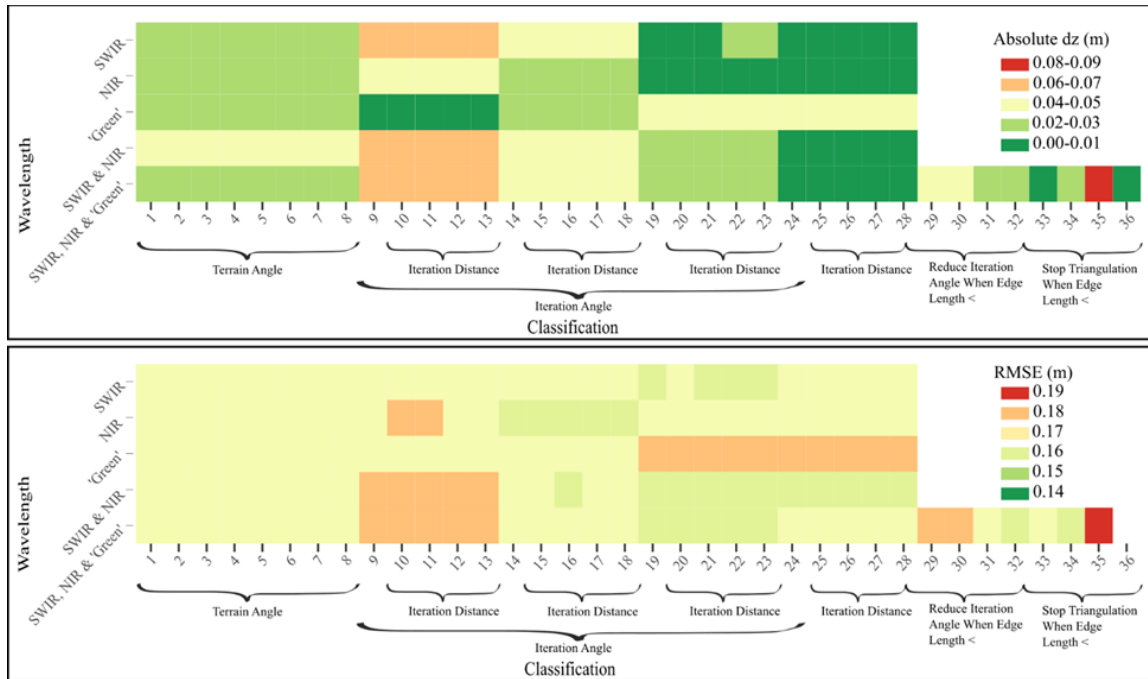 Absolute dz (m)
0.08-0.09
0.06-0.07
0.04-0.05
0.02-0.03
0.00-0.01
Wavelength
SWIR
NIR
'Green'
SWIR & NIR
SWIR, NIR & 'Green'
1 2 3 4 5 6 7 8 9 10 11 12 13 14 15 16 17 18 19 20 21 22 23 24 25 26 27 28 29 30 31 32 33 34 35 36
Terrain Angle
Iteration Distance
Iteration Distance
Iteration Distance
Iteration Distance
Reduce Iteration
Angle When Edge
Length <
Stop Triangulation
When Edge
Length <
Iteration Angle
Classification
RMSE (m)
0.19
0.18
0.17
0.16
0.15
0.14
Wavelength
SWIR
NIR
'Green'
SWIR & NIR
SWIR, NIR & 'Green'
1 2 3 4 5 6 7 8 9 10 11 12 13 14 15 16 17 18 19 20 21 22 23 24 25 26 27 28 29 30 31 32 33 34 35 36
Terrain Angle
Iteration Distance
Iteration Distance
Iteration Distance
Iteration Distance
Reduce Iteration
Angle When Edge
Length <
Stop Triangulation
When Edge
Length <
Iteration Angle
Classification